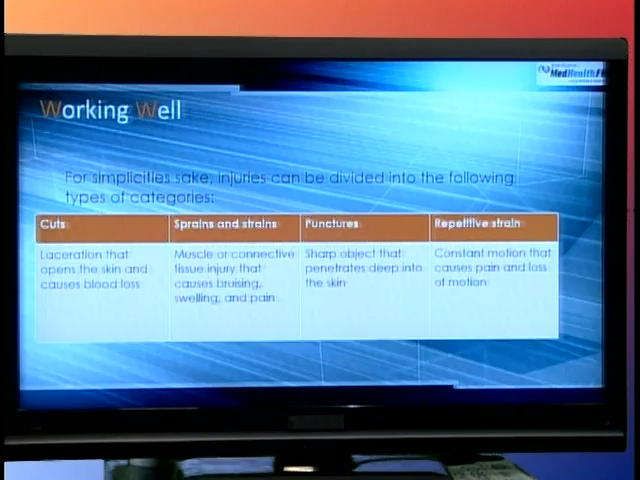 MedHealthFit
Working Well
For simplicities sake, injuries can be divided into the following
types of categories:
Cuts
Sprains and strains
Punctures
Repetitive strain
Laceration that
opens the skin and
causes blood loss
Muscle or connective
tissue injury that
causes bruising,
swelling, and pain
Sharp object that
penetrates deep into
the skin
Constant motion that
causes pain and loss
of motion